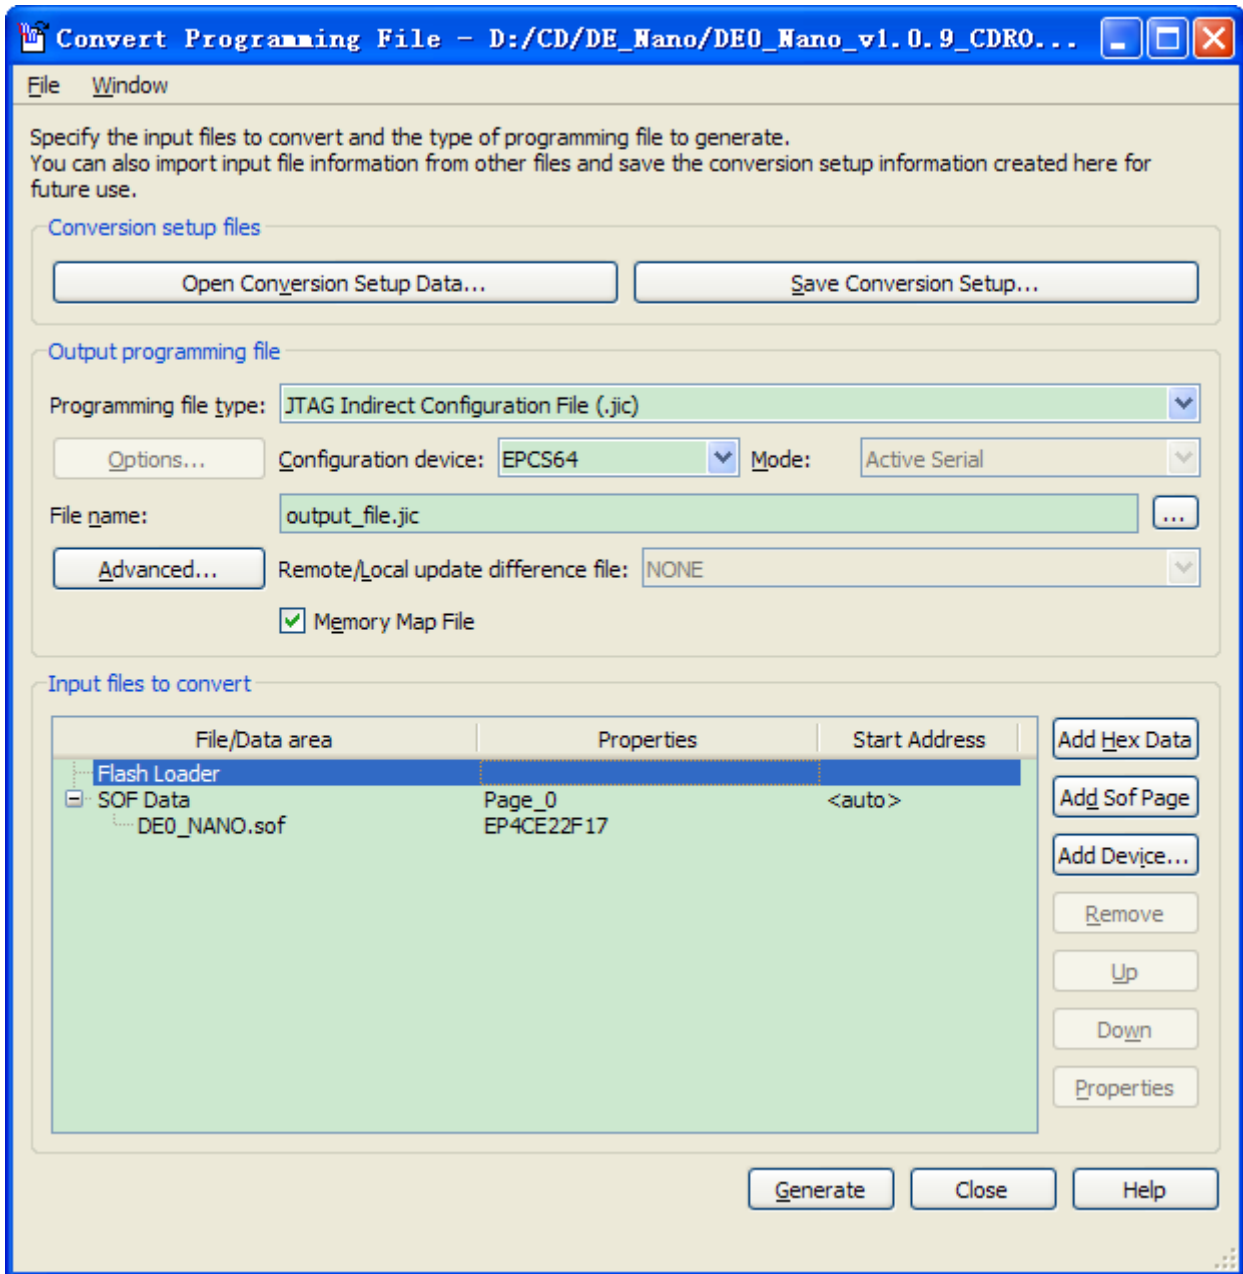 Convert Programming File - D:/CD/DE_Nano/DE0_Nano_v1.0.9_CDRO...
File Window
Specify the input files to convert and the type of programming file to generate.
You can also import input file information from other files and save the conversion setup information created here for
future use.
Conversion setup files
Open Conversion Setup Data... Save Conversion Setup...
Output programming file
Programming file type: JTAG Indirect Configuration File (.jic)
Options... Configuration device: EPCS64 Mode: Active Serial
File name: output_file.jic ...
Advanced... Remote/Local update difference file: NONE
Memory Map File
Input files to convert
File/Data area Properties Start Address Add Hex Data
Flash Loader
SOF Data Page_0 <auto> Add Sof Page
DE0_NANO.sof EP4CE22F17
Add Device...
Remove
Up
Down
Properties
Generate Close Help